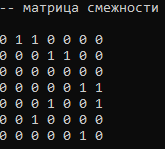 -- матрица смежности
0 1 1 0 0 0 0
0 0 0 1 1 0 0
0 0 0 0 0 0 0
0 0 0 0 0 1 1
0 0 0 1 0 0 1
0 0 1 0 0 0 0
0 0 0 0 0 1 0